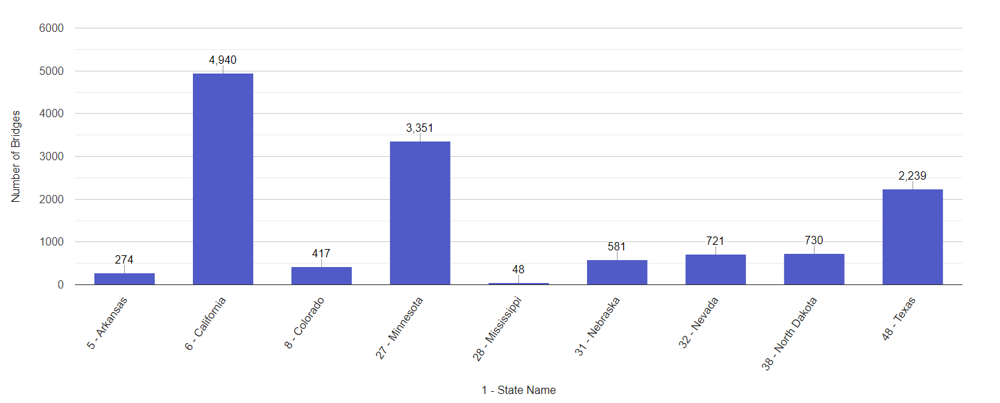 6000
5000
4000
3000
2000
1000
0
Number of Bridges
274
4,940
417
3,351
48
581
721
730
2,239
5 - Arkansas
6 - California
8 - Colorado
27 - Minnesota
28 - Mississippi
31 - Nebraska
32 - Nevada
38 - North Dakota
48 - Texas
1 - State Name